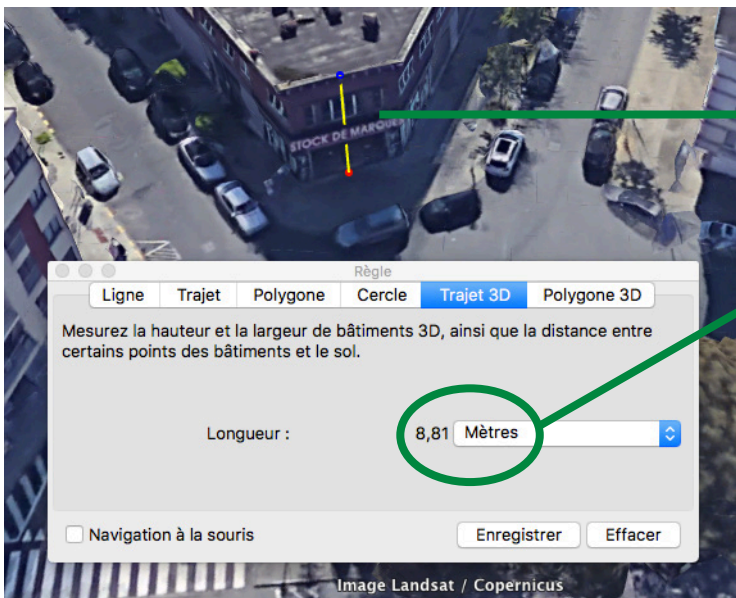 STOCK DE MARQUES
Règle
Ligne
Trajet
Polygone
Cercle
Trajet 3D
Polygone 3D
Mesurez la hauteur et la largeur de bâtiments 3D, ainsi que la distance entre
certains points des bâtiments et le sol.
Longueur : 8,81 Mètres
Navigation à la souris
Enregistrer
Effacer
Image Landsat / Copernicus